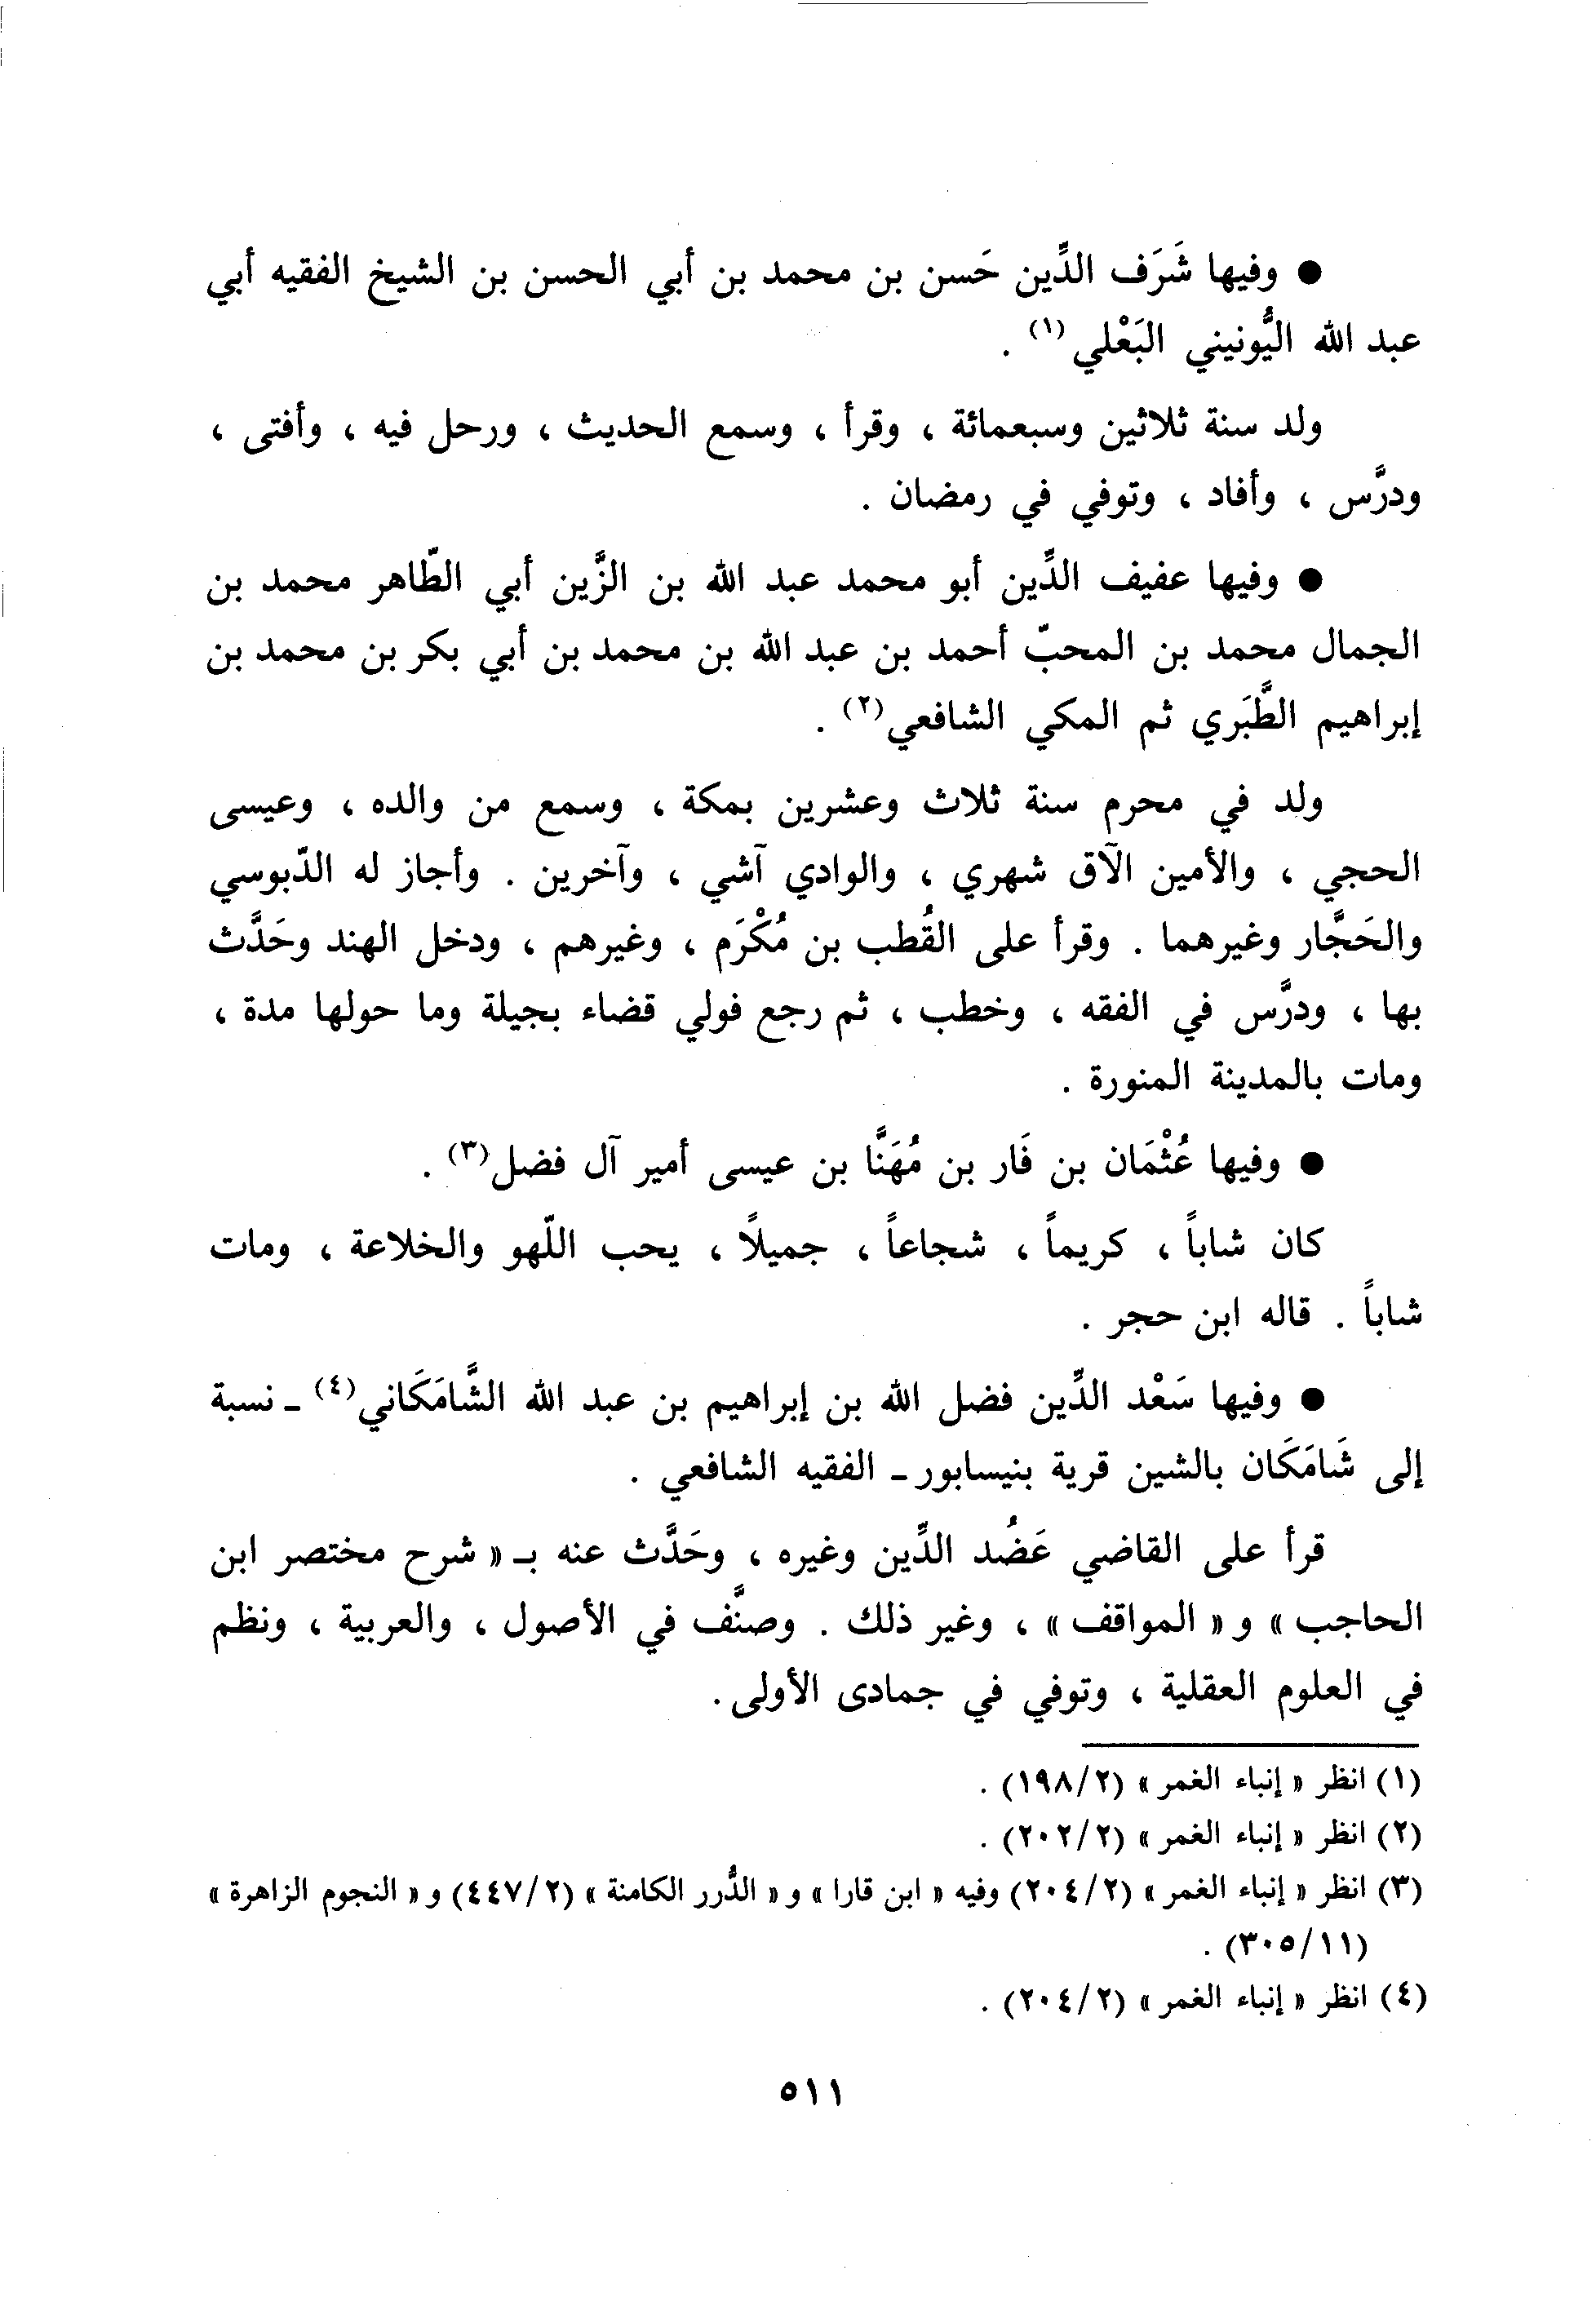 ● وفيها شَرَف الدِّين حَسن بن محمد بن أبي الحسن بن الشيخ الفقيه أبي
عبد الله اليُّونيني البَعْلي (١) .
ولد سنة ثلاثين وسبعمائة ، وقرأ ، وسمع الحديث ، ورحل فيه ، وأفتى ،
ودرَّس ، وأفاد ، وتوفي في رمضان .
● وفيها عفيف الدِّين أبو محمد عبد الله بن الزَّين أبي الطّاهر محمد بن
الجمال محمد بن المحبّ أحمد بن عبد الله بن محمد بن أبي بكر بن محمد بن
إبراهيم الطَّبَري ثم المكي الشافعي (٢) .
ولد في محرم سنة ثلاث وعشرين بمكة ، وسمع من والده ، وعيسى
الحجي ، والأمين الآق شهري ، والوادي آشي ، وآخرين . وأجاز له الدّبوسي
والحَجَّار وغيرهما . وقرأ على القُطب بن مُكْرَم ، وغيرهم ، ودخل الهند وحَدَّث
بها ، ودرَّس في الفقه ، وخطب ، ثم رجع فولي قضاء بجيلة وما حولها مدة ،
ومات بالمدينة المنورة .
● وفيها عُثْمَان بن فَار بن مُهَنَّا بن عيسى أمير آل فضل (٣) .
كان شاباً ، كريماً ، شجاعاً ، جميلاً ، يحب اللّهو والخلاعة ، ومات
شاباً . قاله ابن حجر .
● وفيها سَعْد الدِّين فضل الله بن إبراهيم بن عبد الله الشَّامَكَاني (٤) ـ نسبة
إلى شَامَكَان بالشين قرية بنيسابور ـ الفقيه الشافعي .
قرأ على القاضي عَضُد الدِّين وغيره ، وحَدَّث عنه بـ « شرح مختصر ابن
الحاجب » و « المواقف » ، وغير ذلك . وصنَّف في الأصول ، والعربية ، ونظم
في العلوم العقلية ، وتوفي في جمادى الأولى .
(١) انظر « إنباء الغمر » (١٩٨/٢) .
(٢) انظر « إنباء الغمر » (٢٠٢/٢) .
(٣) انظر « إنباء الغمر » (٢٠٤/٢) وفيه « ابن قارا » و « الدُّرر الكامنة » (٤٤٧/٢) و « النجوم الزاهرة »
(٣٠٥/١١) .
(٤) انظر « إنباء الغمر » (٢٠٤/٢) .
٥١١